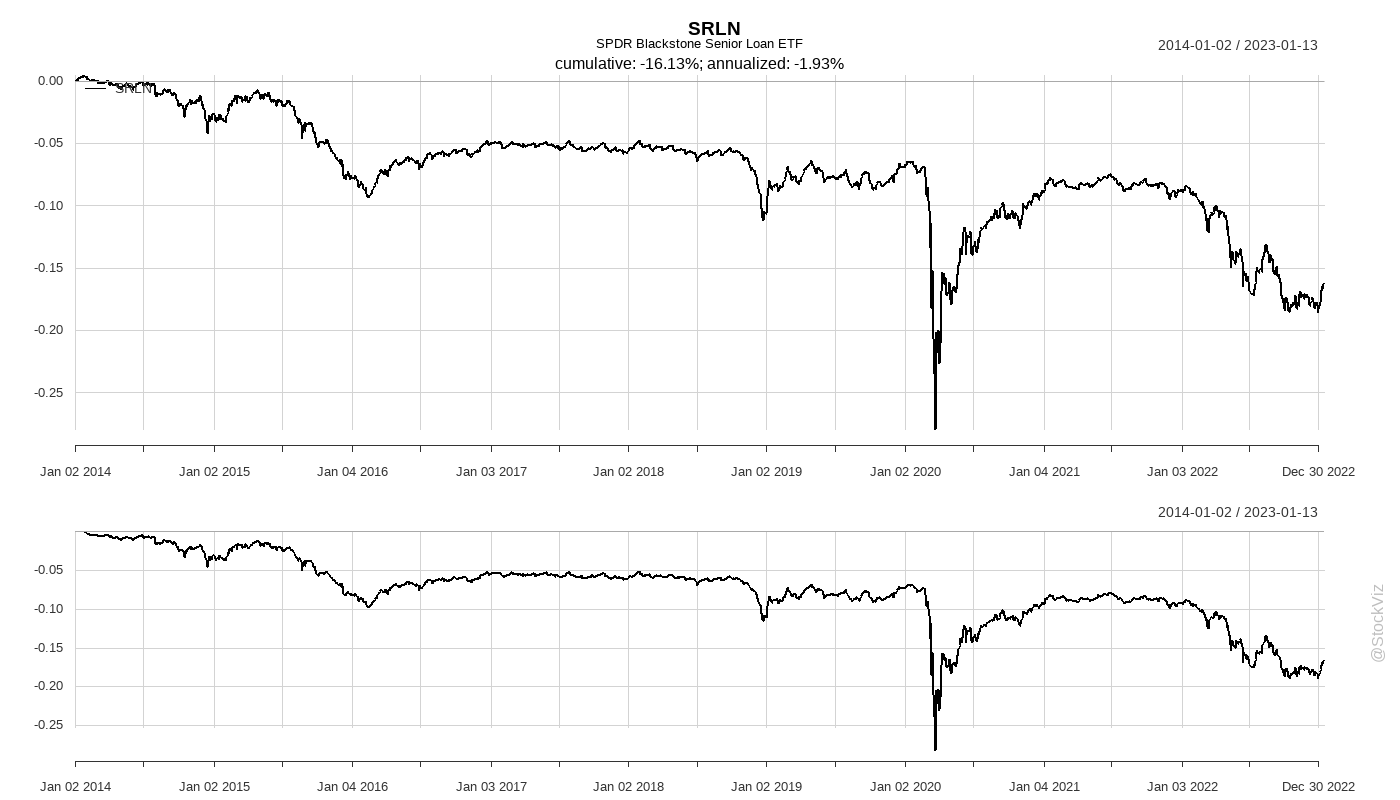 SRLN
SPDR Blackstone Senior Loan ETF
cumulative: -16.13%; annualized: -1.93%
2014-01-02 / 2023-01-13
0.00
SRLN
-0.05
-0.10
-0.15
-0.20
-0.25
Jan 02 2014 Jan 02 2015 Jan 04 2016 Jan 03 2017 Jan 02 2018 Jan 02 2019 Jan 02 2020 Jan 04 2021 Jan 03 2022 Dec 30 2022
2014-01-02 / 2023-01-13
-0.05
-0.10
-0.15
-0.20
-0.25
Jan 02 2014 Jan 02 2015 Jan 04 2016 Jan 03 2017 Jan 02 2018 Jan 02 2019 Jan 02 2020 Jan 04 2021 Jan 03 2022 Dec 30 2022
@StockViz